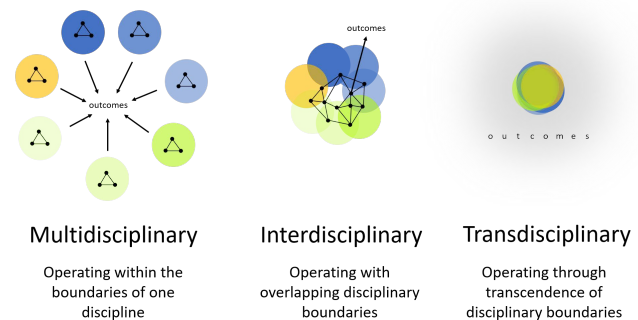 outcomes
outcomes
outcomes
Multidisciplinary
Operating within the
boundaries of one
discipline
Interdisciplinary
Operating with
overlapping disciplinary
boundaries
Transdisciplinary
Operating through
transcendence of
disciplinary boundaries